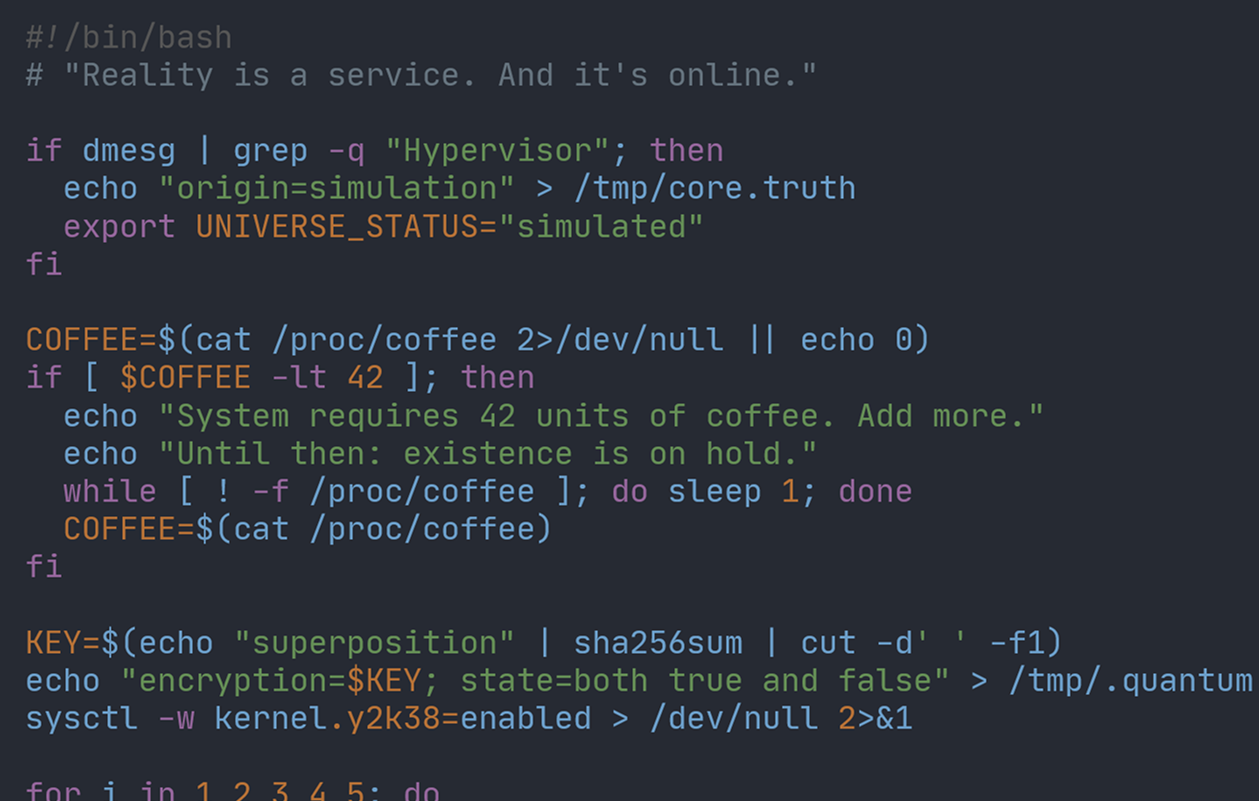 #!/bin/bash
# "Reality is a service. And it's online."

if dmesg | grep -q "Hypervisor"; then
  echo "origin=simulation" > /tmp/core.truth
  export UNIVERSE_STATUS="simulated"
fi

COFFEE=$(cat /proc/coffee 2>/dev/null || echo 0)
if [ $COFFEE -lt 42 ]; then
  echo "System requires 42 units of coffee. Add more."
  echo "Until then: existence is on hold."
  while [ ! -f /proc/coffee ]; do sleep 1; done
  COFFEE=$(cat /proc/coffee)
fi

KEY=$(echo "superposition" | sha256sum | cut -d' ' -f1)
echo "encryption=$KEY; state=both true and false" > /tmp/.quantum
sysctl -w kernel.y2k38=enabled > /dev/null 2>&1

for i in 1 2 3 4 5; do